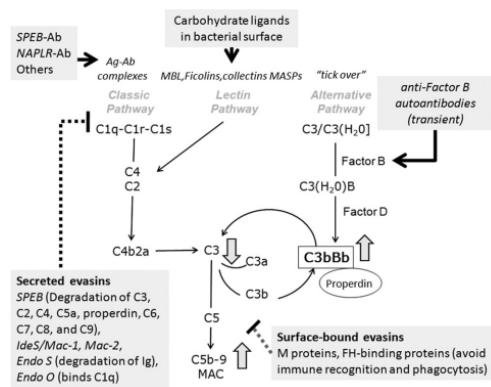 SPEB-Ab
NAPLR-Ab
Others
Carbohydrate ligands
in bacterial surface
Ag-Ab
complexes
MBL,Ficolins,collectins MASPs
"tick over"
Classic
Pathway
Lectin
Pathway
Alternative
Pathway
anti-Factor B
autoantibodies
(transient)
C1q-C1r-C1s
C3/C3(H20]
Factor B
C4
C2
C3(H20)B
Factor D
C4b2a
C3
C3a
C3bBb
Properdin
C3b
C5
C5b-9
MAC
Secreted evasins
SPEB (Degradation of C3,
C2, C4, C5a, properdin, C6,
C7, C8, and C9),
IdeS/Mac-1, Mac-2,
Endo S (degradation of Ig),
Endo O (binds C1q)
Surface-bound evasins
M proteins, FH-binding proteins (avoid
immune recognition and phagocytosis)